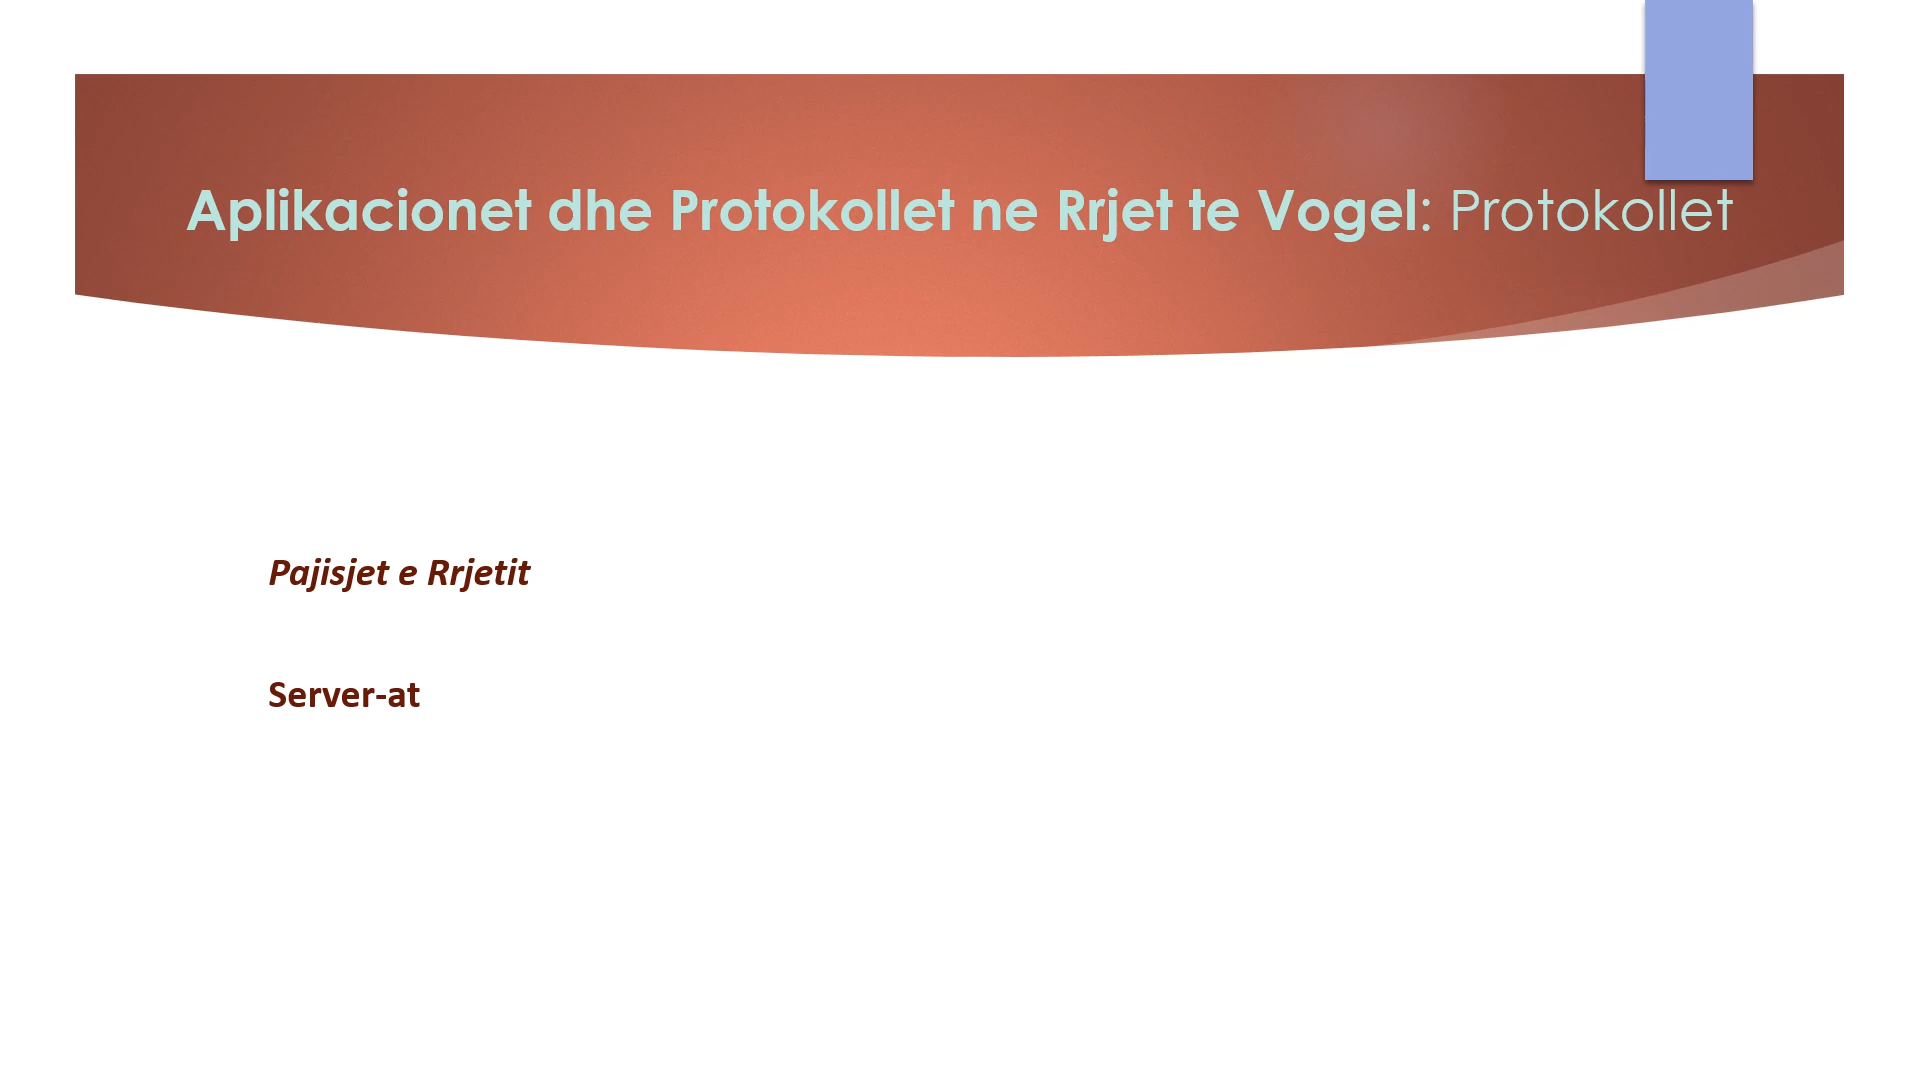 Aplikacionet dhe Protokollet ne Rrjet te Vogel: Protokollet
Pajisjet e Rrjetit
Server-at